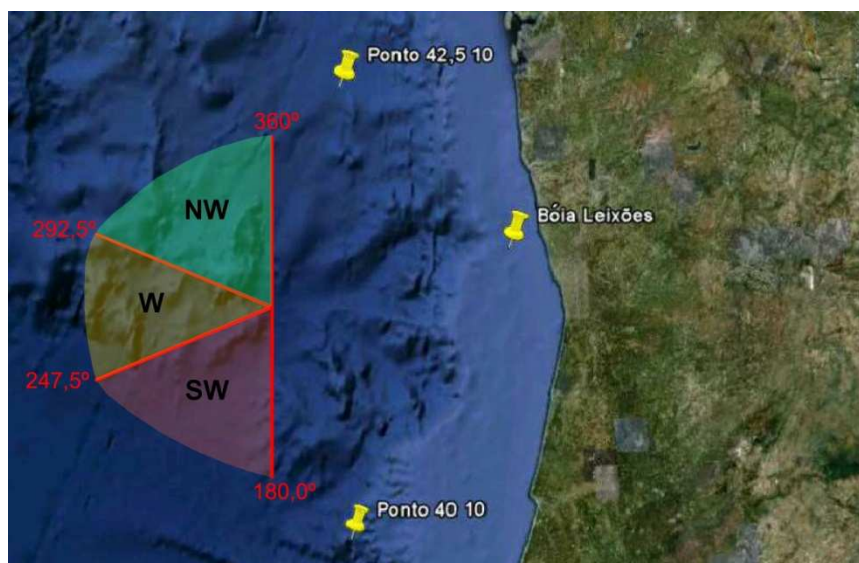 Ponto 42,5 10
360º
NW
292,5º
Bóia Leixões
W
247,5º
SW
180,0º
Ponto 40 10